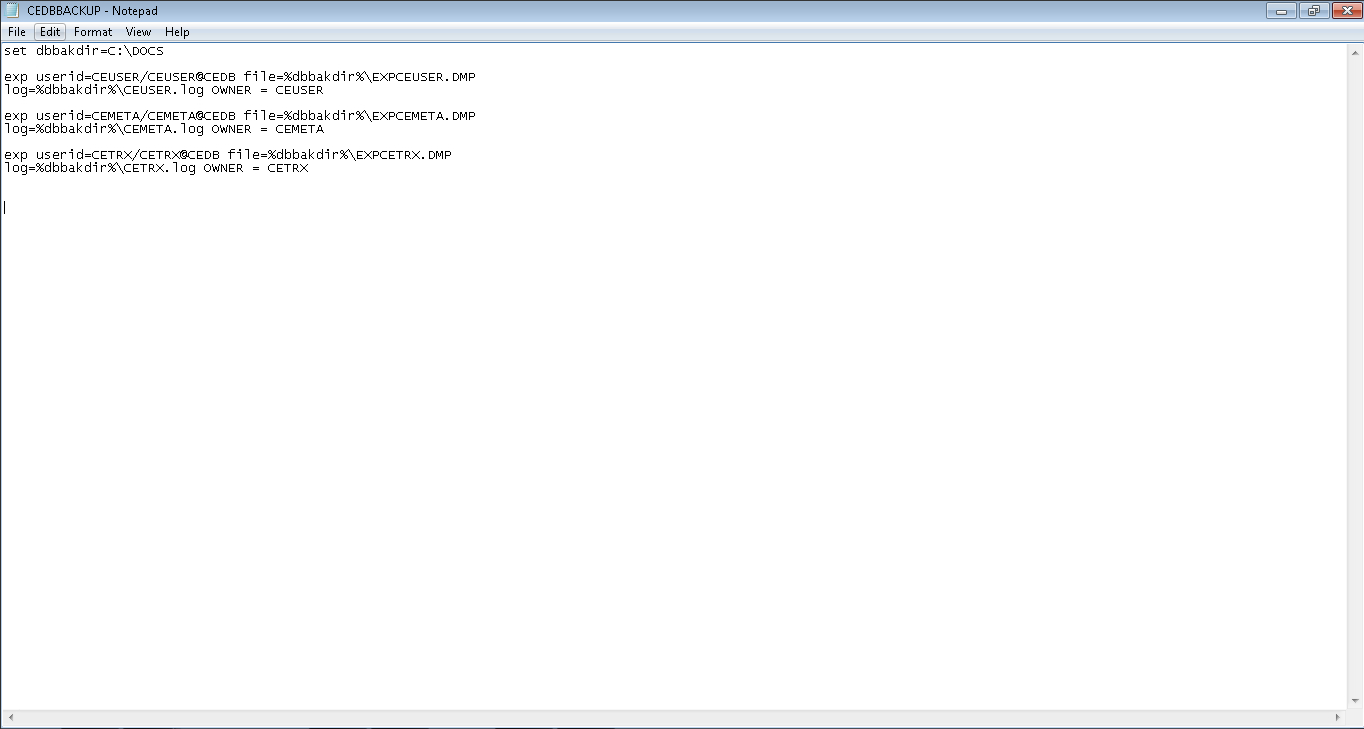 CEDBBACKUP - Notepad
File Edit Format View Help
set dbbakdir=C:\DOCS
exp userid=CEUSER/CEUSER@CEDB file=%dbbakdir%\EXPCEUSER.DMP
log=%dbbakdir%\CEUSER.log OWNER = CEUSER
exp userid=CEMETA/CEMETA@CEDB file=%dbbakdir%\EXPCEMETA.DMP
log=%dbbakdir%\CEMETA.log OWNER = CEMETA
exp userid=CETRX/CETRX@CEDB file=%dbbakdir%\EXPCETRX.DMP
log=%dbbakdir%\CETRX.log OWNER = CETRX